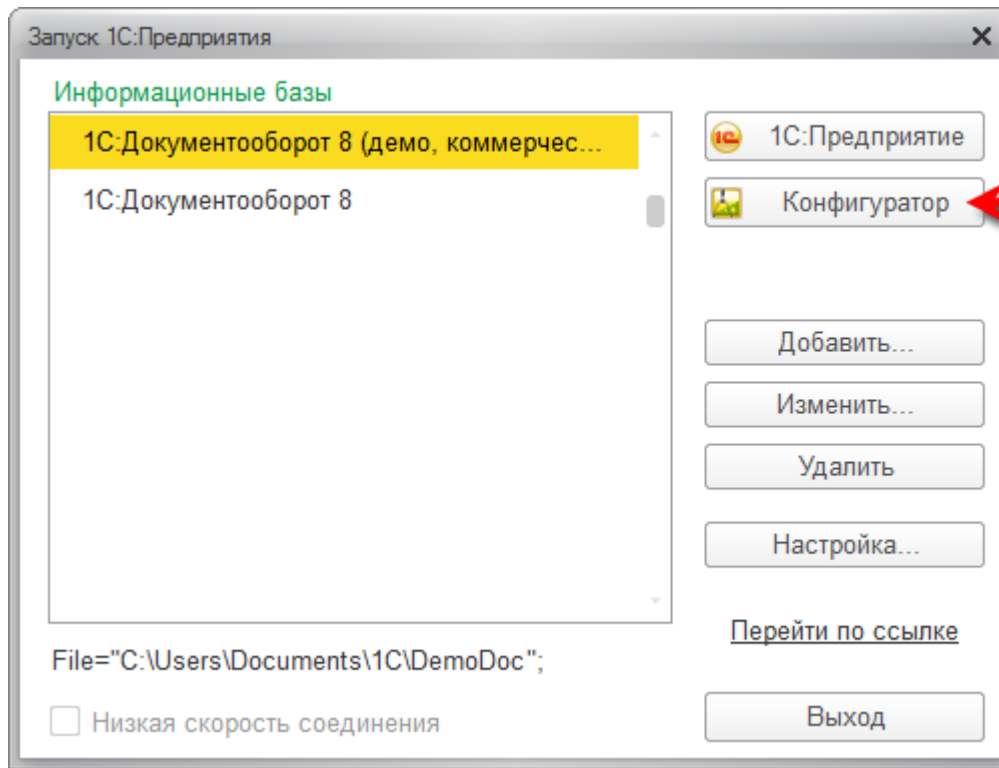 Запуск 1С:Предприятия
Информационные базы
1С:Документооборот 8 (демо, коммерчес...
1С:Документооборот 8
1С:Предприятие
Конфигуратор
Добавить...
Изменить...
Удалить
Настройка...
Перейти по ссылке
File="C:\Users\Documents\1C\DemoDoc";
Низкая скорость соединения
Выход